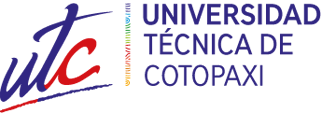 utc
UNIVERSIDAD
TÉCNICA DE
COTOPAXI